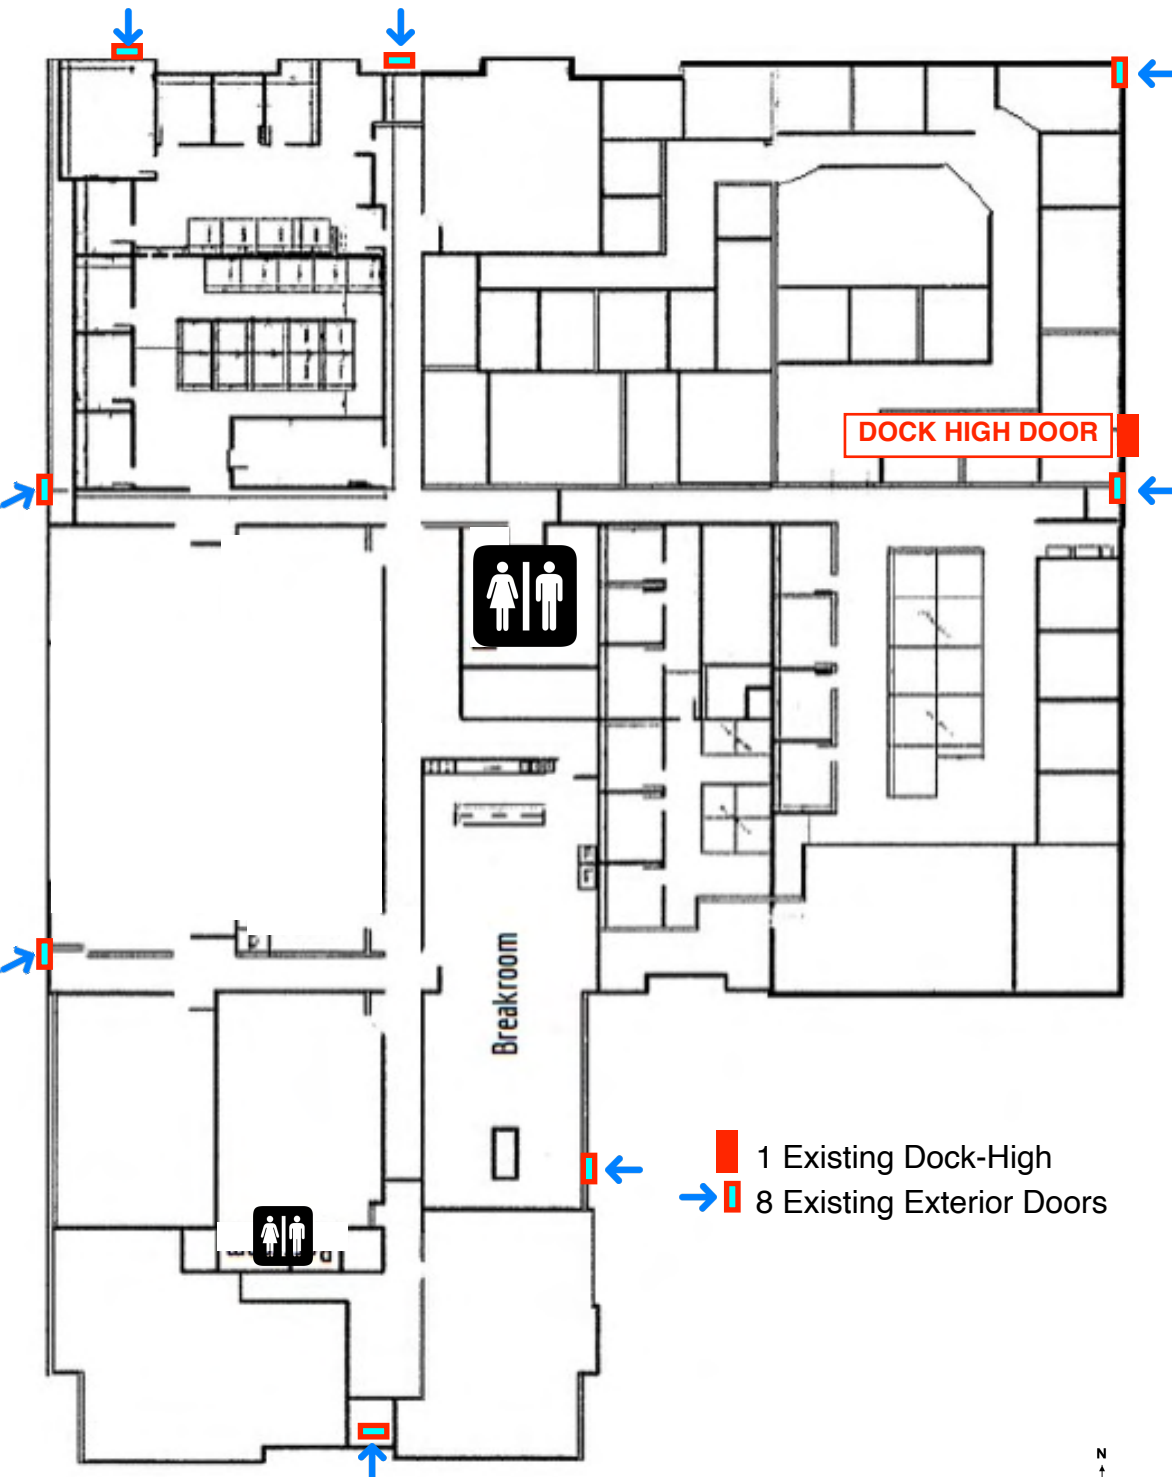 DOCK HIGH DOOR
Breakroom
1 Existing Dock-High
8 Existing Exterior Doors
N